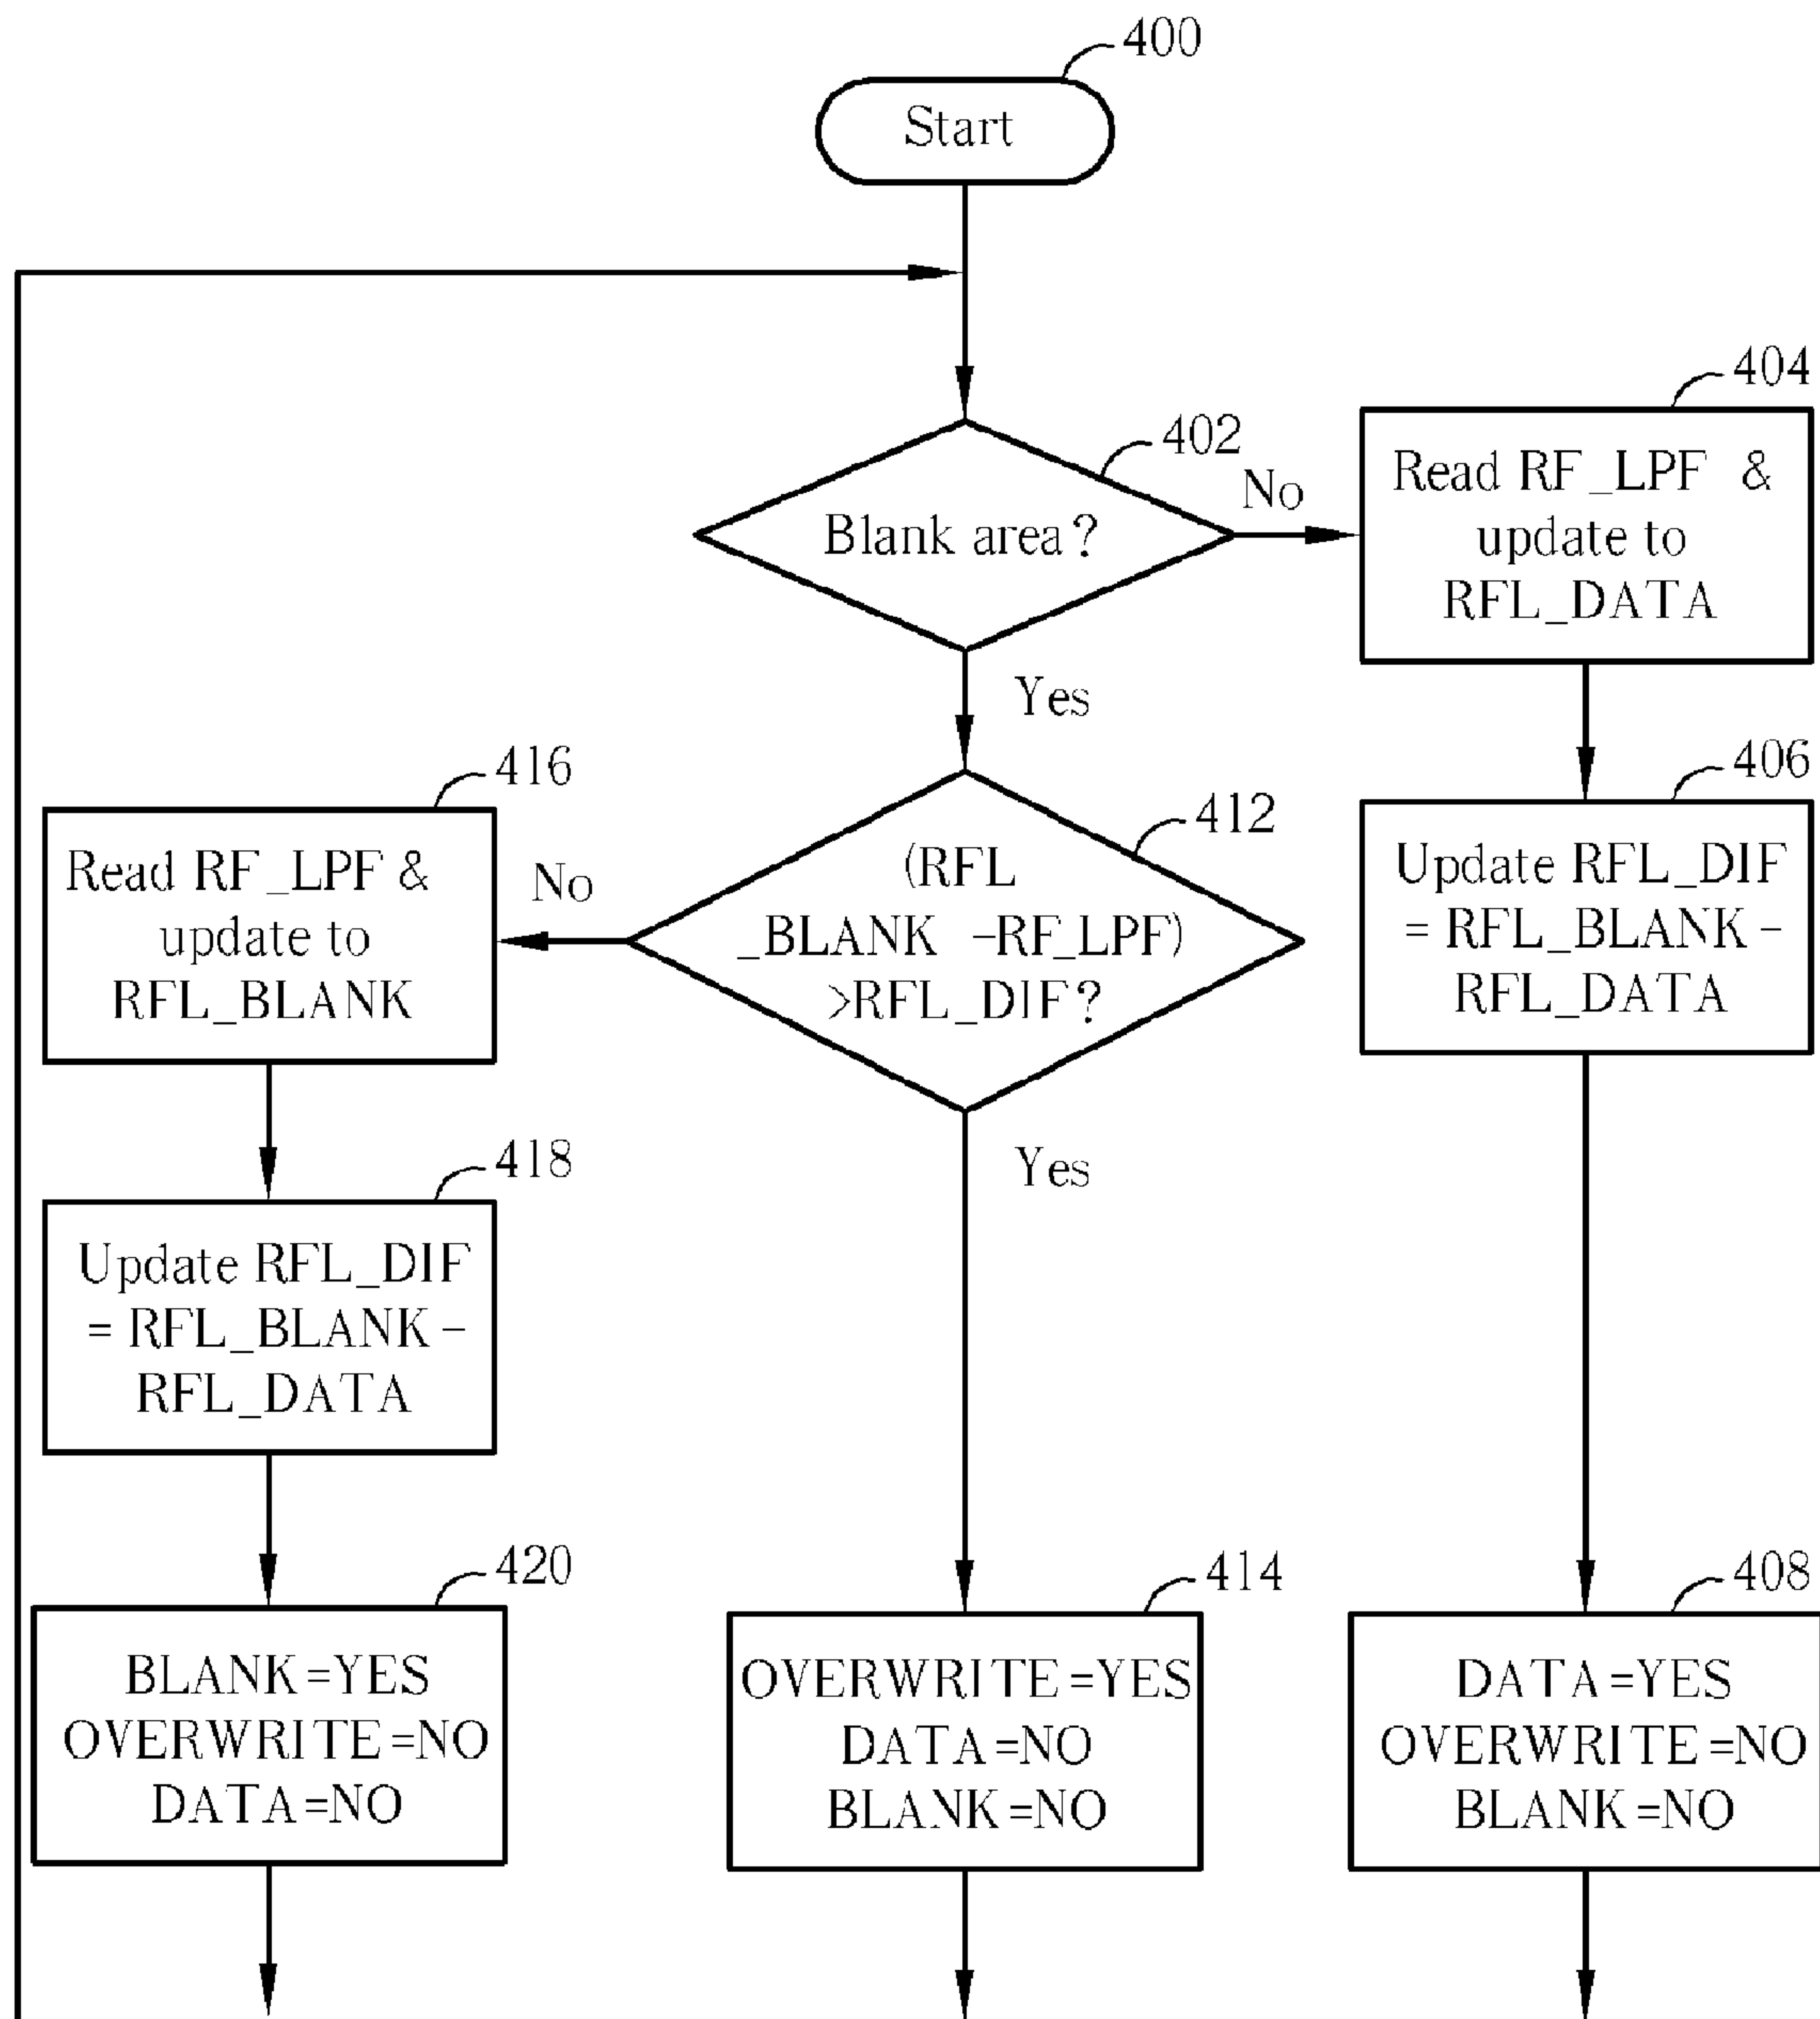 400
Start
402
Blank area?
No
Yes
404
Read RF_LPF &
update to
RFL_DATA
406
Update RFL_DIF
= RFL_BLANK –
RFL_DATA
412
(RFL
_BLANK –RF_LPF)
>RFL_DIF?
No
Yes
416
Read RF_LPF &
update to
RFL_BLANK
418
Update RFL_DIF
= RFL_BLANK –
RFL_DATA
420
BLANK=YES
OVERWRITE=NO
DATA=NO
414
OVERWRITE=YES
DATA=NO
BLANK=NO
408
DATA=YES
OVERWRITE=NO
BLANK=NO